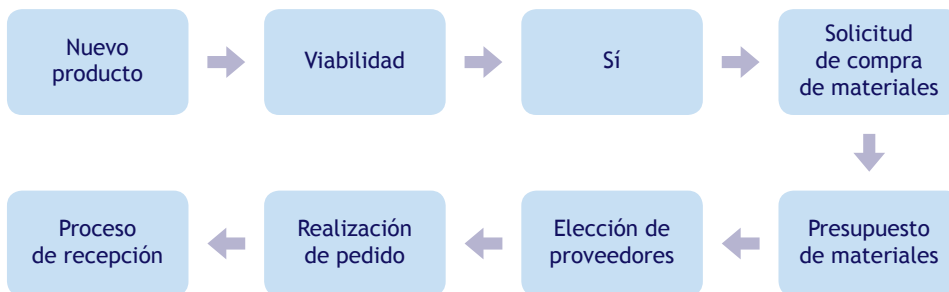 Nuevo
producto
Viabilidad
Sí
Solicitud
de compra
de materiales
Presupuesto
de materiales
Elección de
proveedores
Realización
de pedido
Proceso
de recepción